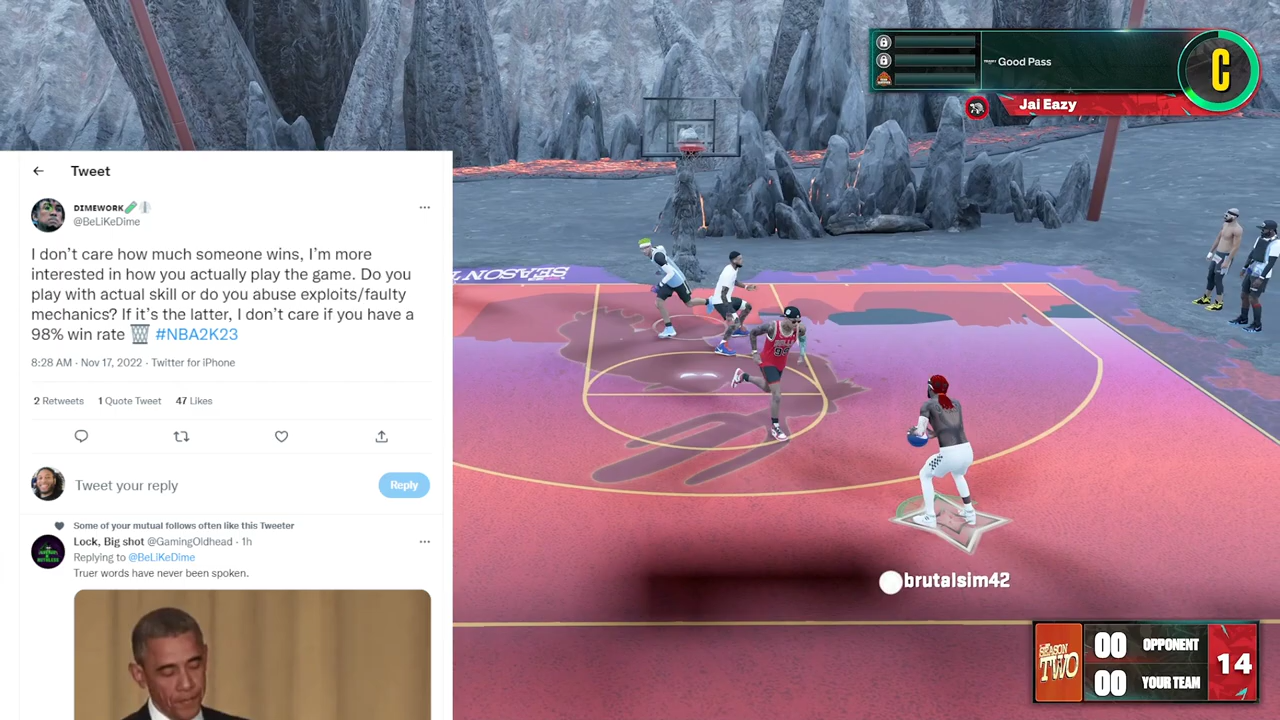 Good Pass
C
Jai Eazy
Tweet
DIMEWORK
@BeLiKeDime
I don't care how much someone wins, I'm more
interested in how you actually play the game. Do you
play with actual skill or do you abuse exploits/faulty
mechanics? If it's the latter, I don't care if you have a
98% win rate 🗑️ #NBA2K23
8:28 AM · Nov 17, 2022 · Twitter for iPhone
2 Retweets 1 Quote Tweet 47 Likes
Tweet your reply
Reply
Some of your mutual follows often like this Tweeter
Lock, Big shot @GamingOldhead · 1h
Replying to @BeLiKeDime
Truer words have never been spoken.
SEASON
BULLS
brutalsim42
SEASON
TWO
00 OPPONENT
00 YOUR TEAM
14